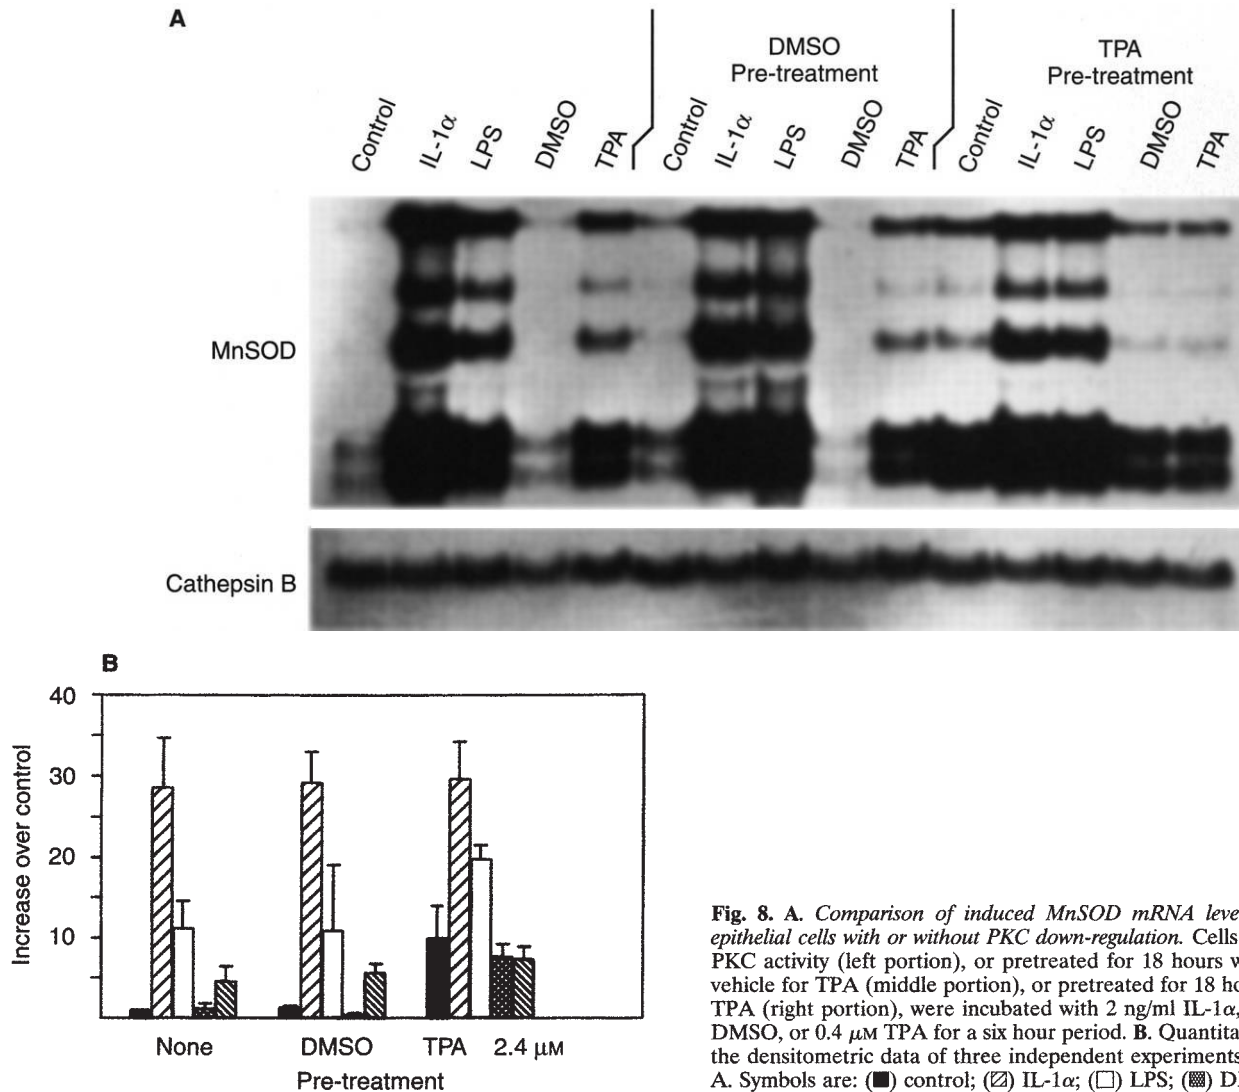 A
DMSO
Pre-treatment
TPA
Pre-treatment
Control
IL-1α
LPS
DMSO
TPA
Control
IL-1α
LPS
DMSO
TPA
Control
IL-1α
LPS
DMSO
TPA
MnSOD
Cathepsin B
B
Increase over control
40
30
20
10
None
DMSO
TPA
2.4 μM
Pre-treatment
Fig. 8. A. Comparison of induced MnSOD mRNA leve
epithelial cells with or without PKC down-regulation. Cells
PKC activity (left portion), or pretreated for 18 hours w
vehicle for TPA (middle portion), or pretreated for 18 ho
TPA (right portion), were incubated with 2 ng/ml IL-1α,
DMSO, or 0.4 μM TPA for a six hour period. B. Quantita
the densitometric data of three independent experiments
A. Symbols are: (■) control; (▨) IL-1α; (□) LPS; (▩) D